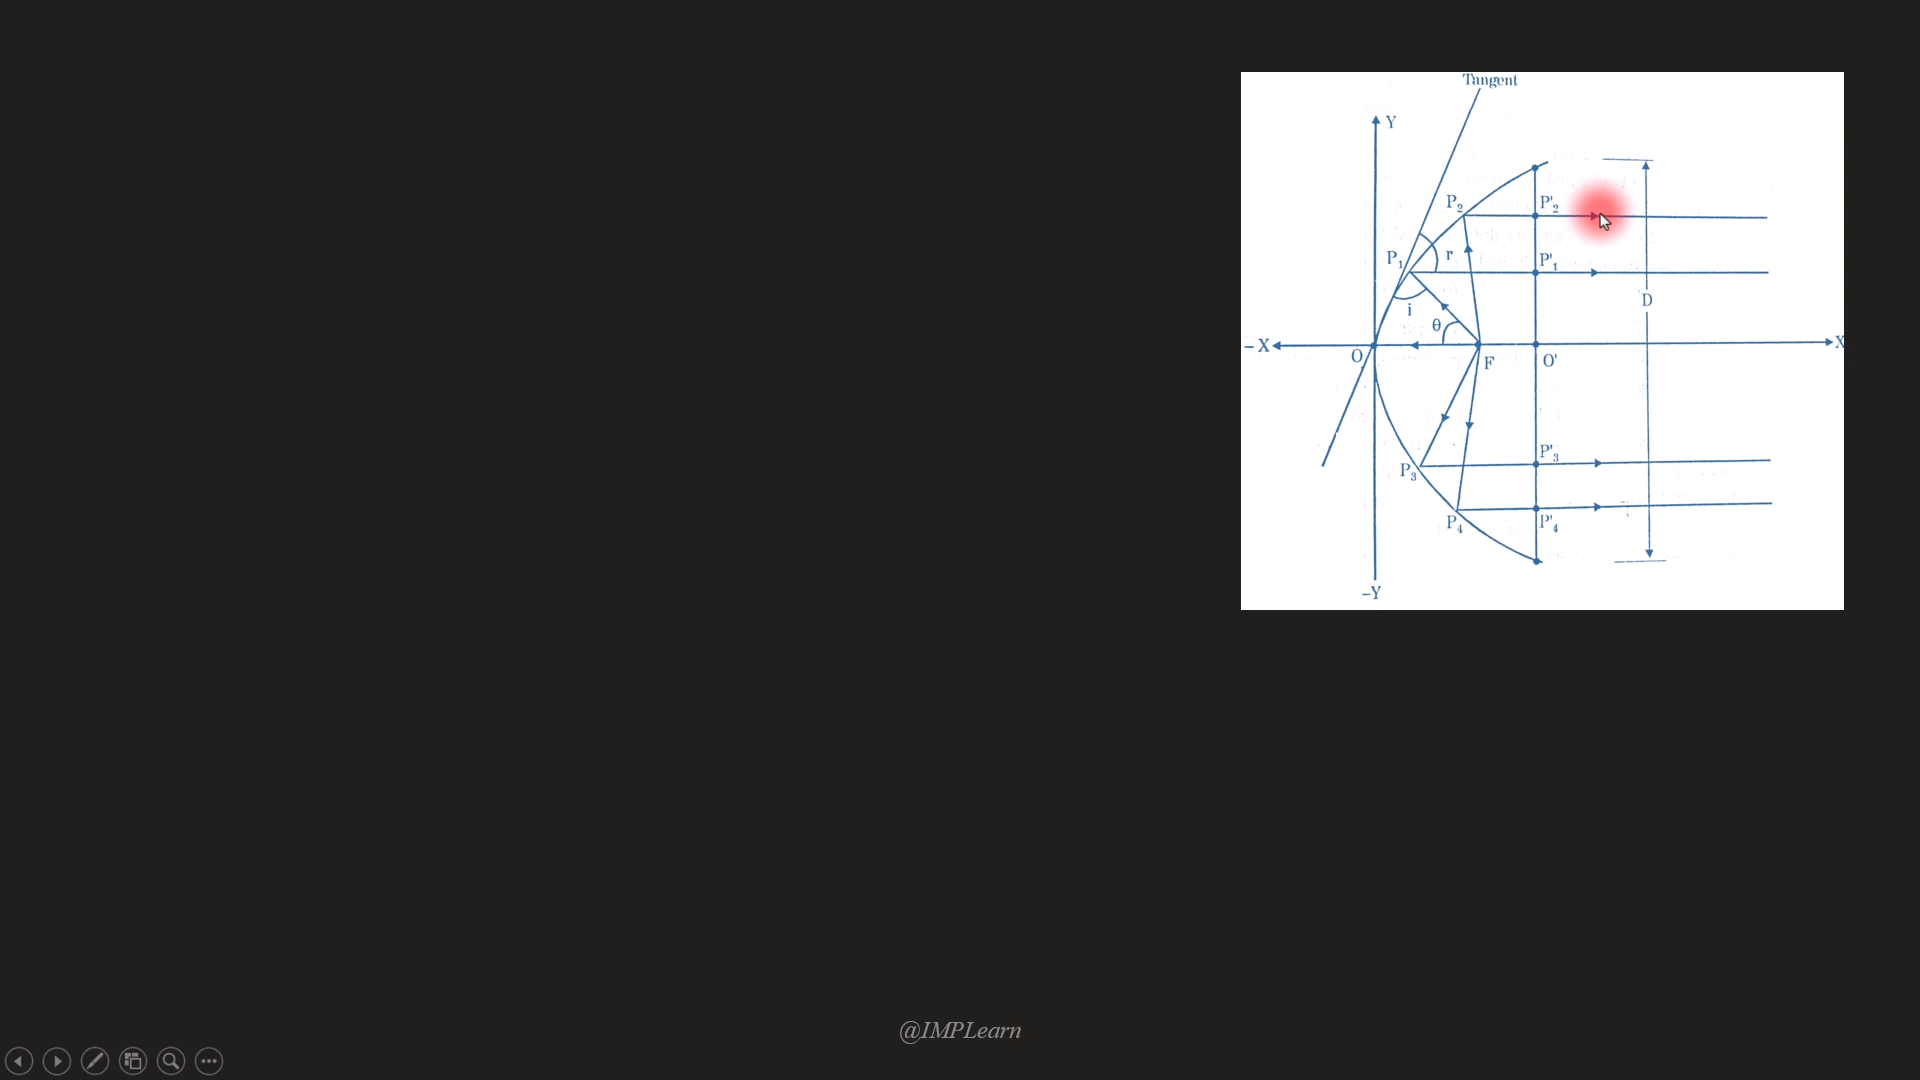 Tangent
Y
P₂ P'₂
P₁ r P'₁
i
θ
D
– X O F O' X
P'₃
P₃
P₄ P'₄
–Y
@IMPLearn